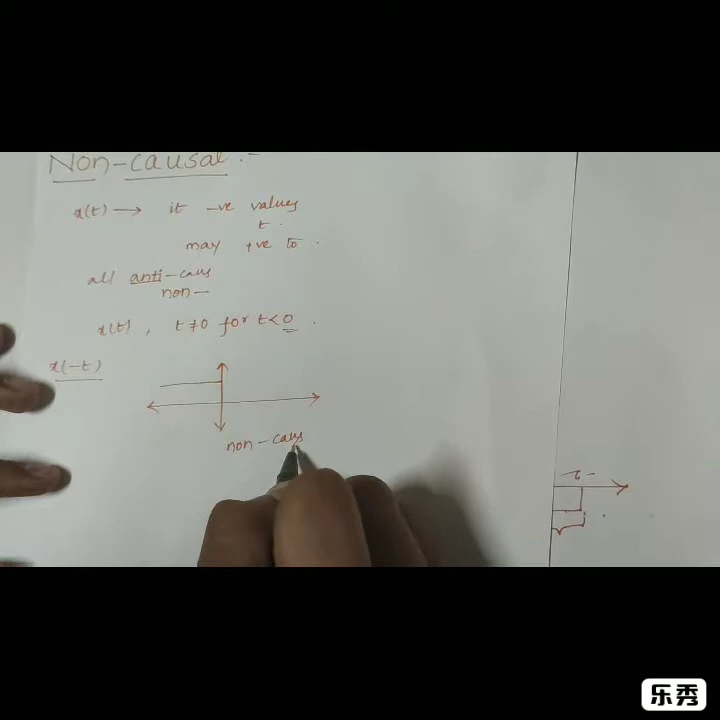 Non-causal :-
x(t) → it -ve values
t.
may +ve to.
all anti-caus
non-
x(t), t≠0 for t<0.
x(-t)
non-caus
乐秀